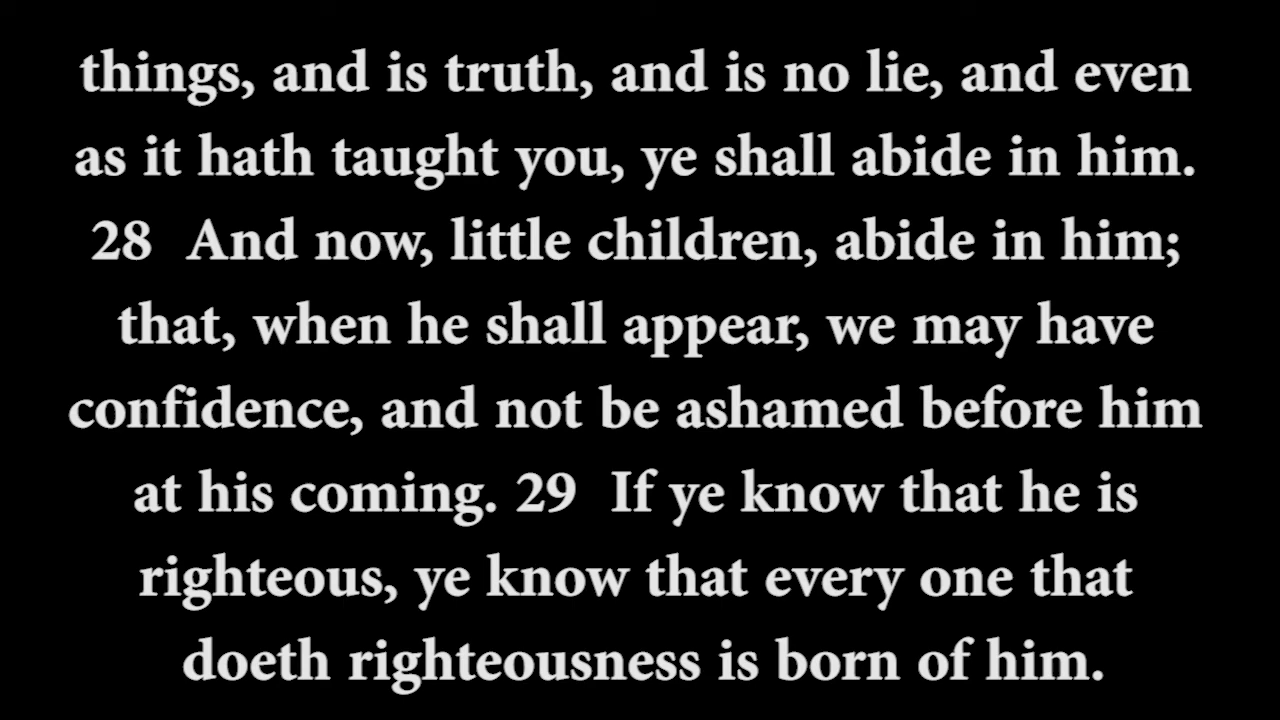 things, and is truth, and is no lie, and even
as it hath taught you, ye shall abide in him.
28 And now, little children, abide in him;
that, when he shall appear, we may have
confidence, and not be ashamed before him
at his coming. 29 If ye know that he is
righteous, ye know that every one that
doeth righteousness is born of him.